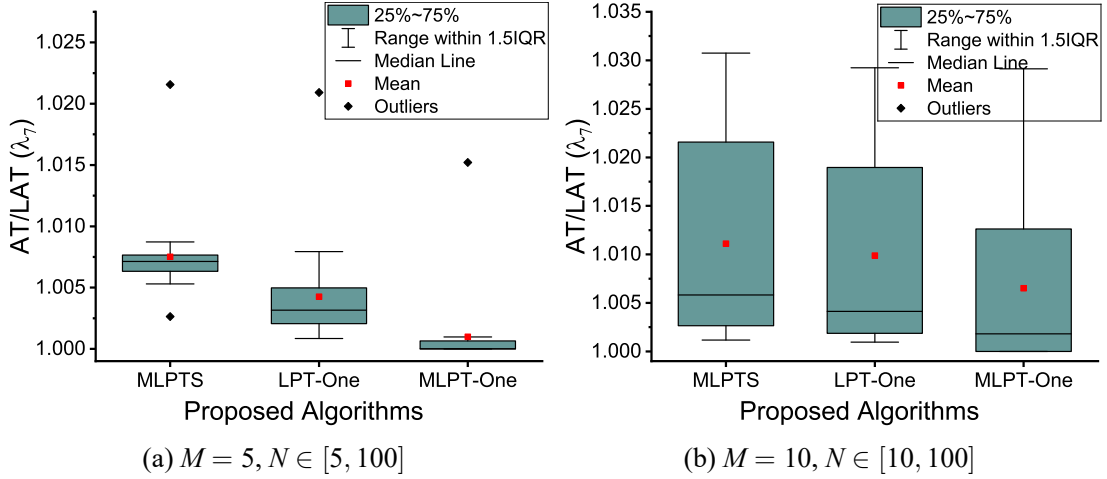 25%~75%
Range within 1.5IQR
Median Line
Mean
Outliers
AT/LAT (λ₇)
1.025
1.020
1.015
1.010
1.005
1.000
MLPTS
LPT-One
MLPT-One
Proposed Algorithms
(a) M = 5, N ∈ [5, 100]
25%~75%
Range within 1.5IQR
Median Line
Mean
Outliers
AT/LAT (λ₇)
1.035
1.030
1.025
1.020
1.015
1.010
1.005
1.000
MLPTS
LPT-One
MLPT-One
Proposed Algorithms
(b) M = 10, N ∈ [10, 100]